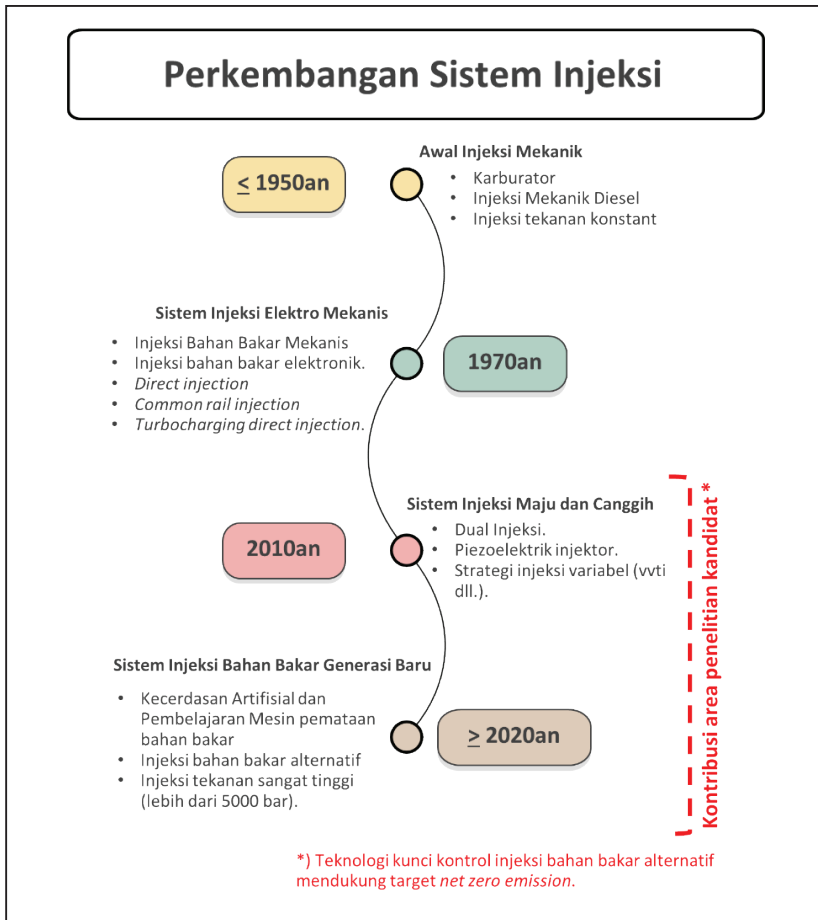 Perkembangan Sistem Injeksi
≤ 1950an
Awal Injeksi Mekanik
• Karburator
• Injeksi Mekanik Diesel
• Injeksi tekanan konstant
Sistem Injeksi Elektro Mekanis
• Injeksi Bahan Bakar Mekanis
• Injeksi bahan bakar elektronik.
• Direct injection
• Common rail injection
• Turbocharging direct injection.
1970an
2010an
Sistem Injeksi Maju dan Canggih
• Dual Injeksi.
• Piezoelektrik injektor.
• Strategi injeksi variabel (vvti
dll.).
Sistem Injeksi Bahan Bakar Generasi Baru
• Kecerdasan Artifisial dan
Pembelajaran Mesin pemataan
bahan bakar
• Injeksi bahan bakar alternatif
• Injeksi tekanan sangat tinggi
(lebih dari 5000 bar).
≥ 2020an
Kontribusi area penelitian kandidat *
*) Teknologi kunci kontrol injeksi bahan bakar alternatif
mendukung target net zero emission.